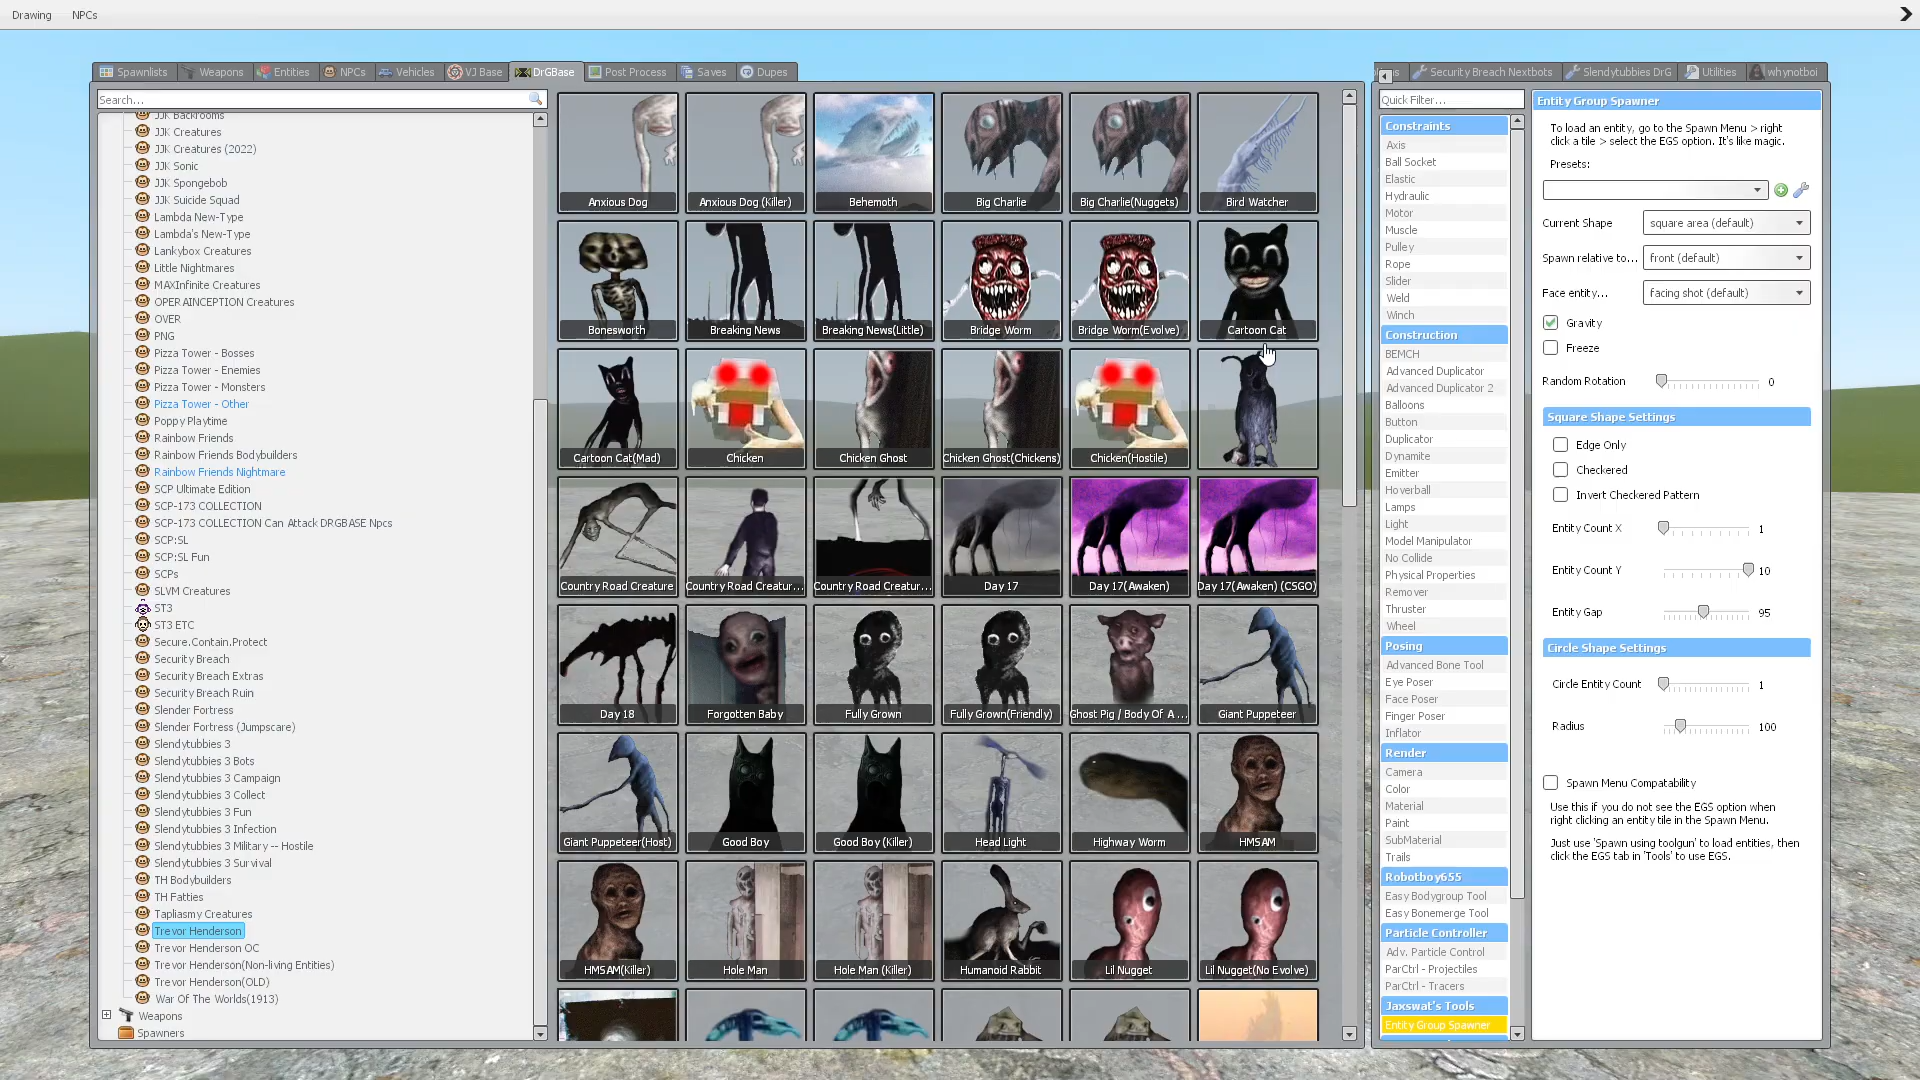 Drawing NPCs
Spawnlists Weapons Entities NPCs Vehicles VJ Base DrGBase Post Process Saves Dupes
Search...
JJK Backrooms
JJK Creatures
JJK Creatures (2022)
JJK Sonic
JJK Spongebob
JJK Suicide Squad
Lambda New-Type
Lambda's New-Type
Lankybox Creatures
Little Nightmares
MAXInfinite Creatures
OPERAINCEPTION Creatures
OVER
PNG
Pizza Tower - Bosses
Pizza Tower - Enemies
Pizza Tower - Monsters
Pizza Tower - Other
Poppy Playtime
Rainbow Friends
Rainbow Friends Bodybuilders
Rainbow Friends Nightmare
SCP Ultimate Edition
SCP-173 COLLECTION
SCP-173 COLLECTION Can Attack DRGBASE Npcs
SCP:SL
SCP:SL Fun
SCPs
SLVM Creatures
ST3
ST3 ETC
Secure.Contain.Protect
Security Breach
Security Breach Extras
Security Breach Ruin
Slender Fortress
Slender Fortress (Jumpscare)
Slendytubbies 3
Slendytubbies 3 Bots
Slendytubbies 3 Campaign
Slendytubbies 3 Collect
Slendytubbies 3 Fun
Slendytubbies 3 Infection
Slendytubbies 3 Military -- Hostile
Slendytubbies 3 Survival
TH Bodybuilders
TH Fatties
Tapliasmy Creatures
Trevor Henderson
Trevor Henderson OC
Trevor Henderson(Non-living Entities)
Trevor Henderson(OLD)
War Of The Worlds(1913)
Weapons
Spawners
Anxious Dog Anxious Dog (Killer) Behemoth Big Charlie Big Charlie(Nuggets) Bird Watcher
Bonesworth Breaking News Breaking News(Little) Bridge Worm Bridge Worm(Evolve) Cartoon Cat
Cartoon Cat(Mad) Chicken Chicken Ghost Chicken Ghost(Chickens) Chicken(Hostile)
Country Road Creature Country Road Creatur... Country Road Creatur... Day 17 Day 17(Awaken) Day 17(Awaken) (CSGO)
Day 18 Forgotten Baby Fully Grown Fully Grown(Friendly) Ghost Pig / Body Of A ... Giant Puppeteer
Giant Puppeteer(Host) Good Boy Good Boy (Killer) Head Light Highway Worm HMSAM
HMSAM(Killer) Hole Man Hole Man (Killer) Humanoid Rabbit Lil Nugget Lil Nugget(No Evolve)
Security Breach Nextbots Slendytubbies DrG Utilities whynotboi
Quick Filter...
Constraints
Axis
Ball Socket
Elastic
Hydraulic
Motor
Muscle
Pulley
Rope
Slider
Weld
Winch
Construction
BEMCH
Advanced Duplicator
Advanced Duplicator 2
Balloons
Button
Duplicator
Dynamite
Emitter
Hoverball
Lamps
Light
Model Manipulator
No Collide
Physical Properties
Remover
Thruster
Wheel
Posing
Advanced Bone Tool
Eye Poser
Face Poser
Finger Poser
Inflator
Render
Camera
Color
Material
Paint
SubMaterial
Trails
Robotboy655
Easy Bodygroup Tool
Easy Bonemerge Tool
Particle Controller
Adv. Particle Control
ParCtrl - Projectiles
ParCtrl - Tracers
Jaxswat's Tools
Entity Group Spawner
Entity Group Spawner
To load an entity, go to the Spawn Menu > right
click a tile > select the EGS option. It's like magic.
Presets:
Current Shape square area (default)
Spawn relative to... front (default)
Face entity... facing shot (default)
Gravity
Freeze
Random Rotation 0
Square Shape Settings
Edge Only
Checkered
Invert Checkered Pattern
Entity Count X 1
Entity Count Y 10
Entity Gap 95
Circle Shape Settings
Circle Entity Count 1
Radius 100
Spawn Menu Compatability
Use this if you do not see the EGS option when
right clicking an entity tile in the Spawn Menu.
Just use 'Spawn using toolgun' to load entities, then
click the EGS tab in 'Tools' to use EGS.